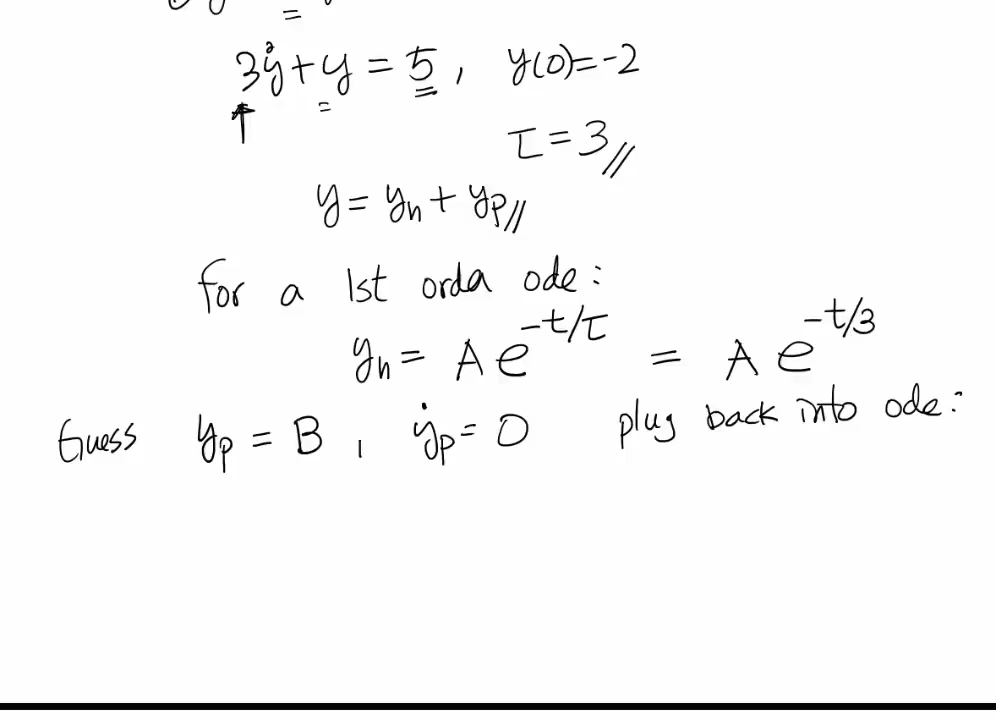 3ẏ + y = 5, y(0) = -2
τ = 3 //
y = yh + yp //
for a 1st orda ode:
yh = A e^-t/τ = A e^-t/3
Guess yp = B, ẏp = 0 plug back into ode: